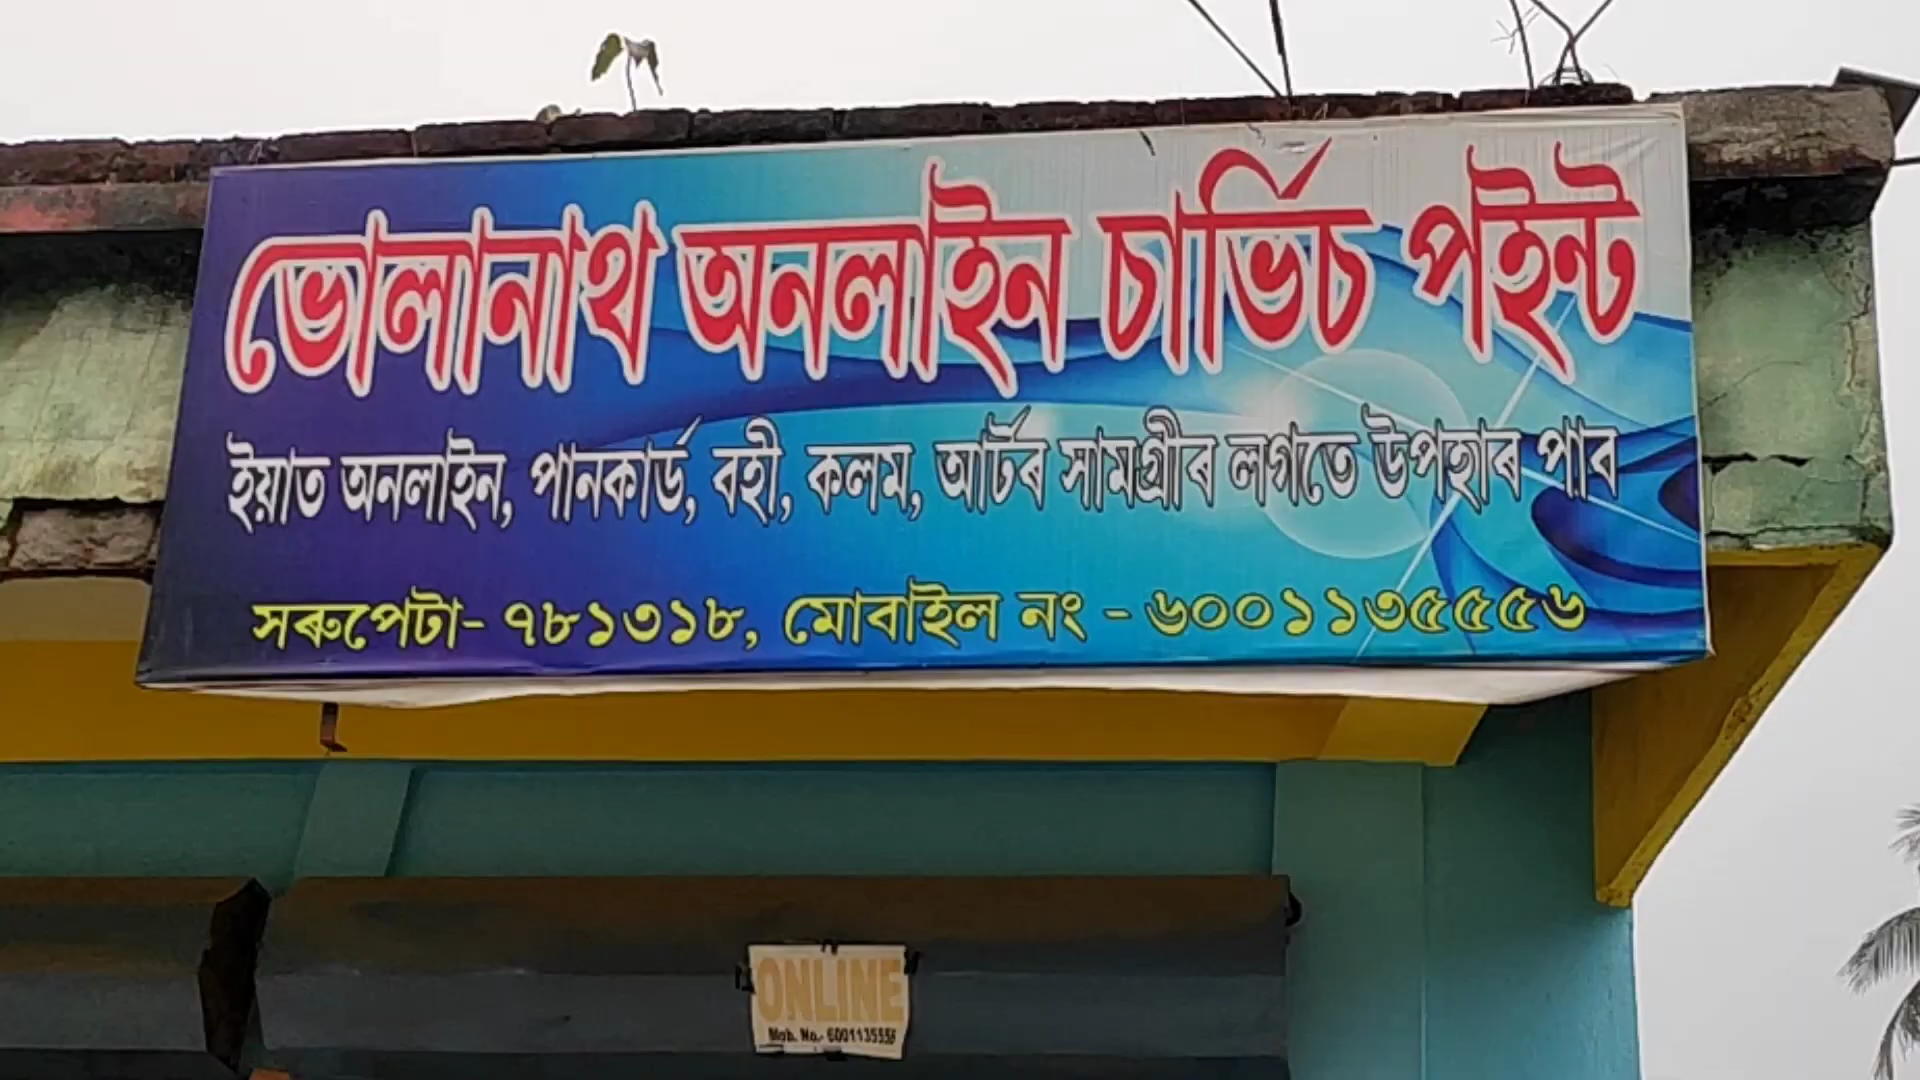 ভোলানাথ অনলাইন চাৰ্ভিচ পইন্ট
ইয়াত অনলাইন, পানকাৰ্ড, বহী, কলম, আৰ্টৰ সামগ্ৰীৰ লগতে উপহাৰ পাব
সৰুপেটা- ৭৮১৩১৮, মোবাইল নং - ৬০০১১৩৫৫৫৬
ONLINE
Mob. No.- 6001135556